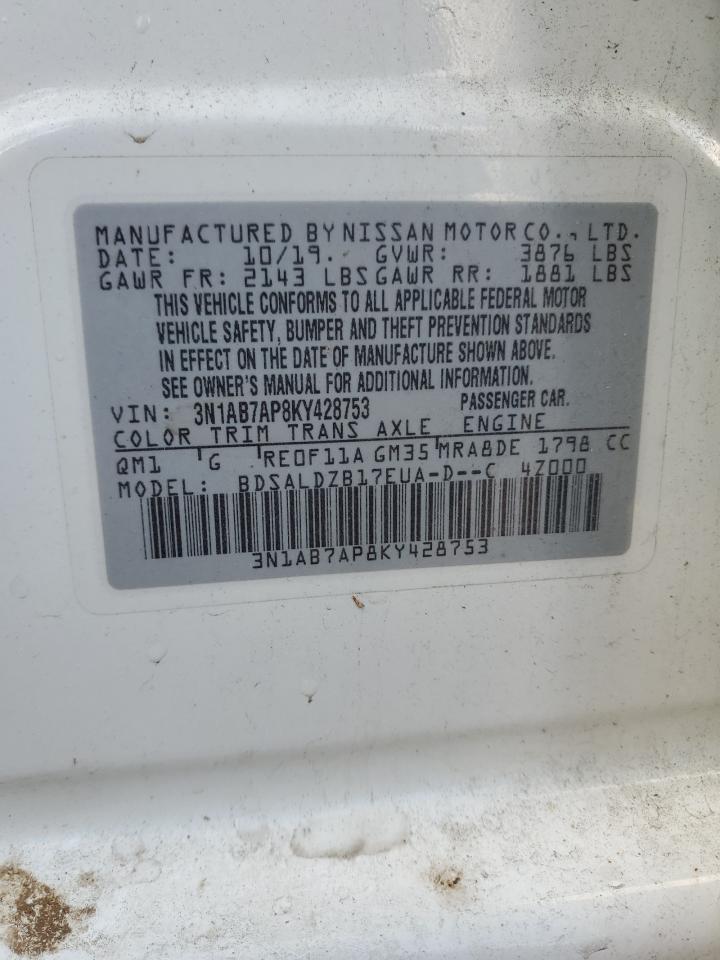 MANUFACTURED BY NISSAN MOTOR CO., LTD.
DATE: 10/19. GVWR: 3876 LBS
GAWR FR: 2143 LBS GAWR RR: 1881 LBS
THIS VEHICLE CONFORMS TO ALL APPLICABLE FEDERAL MOTOR
VEHICLE SAFETY, BUMPER AND THEFT PREVENTION STANDARDS
IN EFFECT ON THE DATE OF MANUFACTURE SHOWN ABOVE.
SEE OWNER'S MANUAL FOR ADDITIONAL INFORMATION.
VIN: 3N1AB7AP8KY428753 PASSENGER CAR.
COLOR TRIM TRANS AXLE ENGINE
QM1 G RE0F11A GM35 MRA8DE 1798 CC
MODEL: BDSALDZB17EUA-D--C 4Z000
3N1AB7AP8KY428753